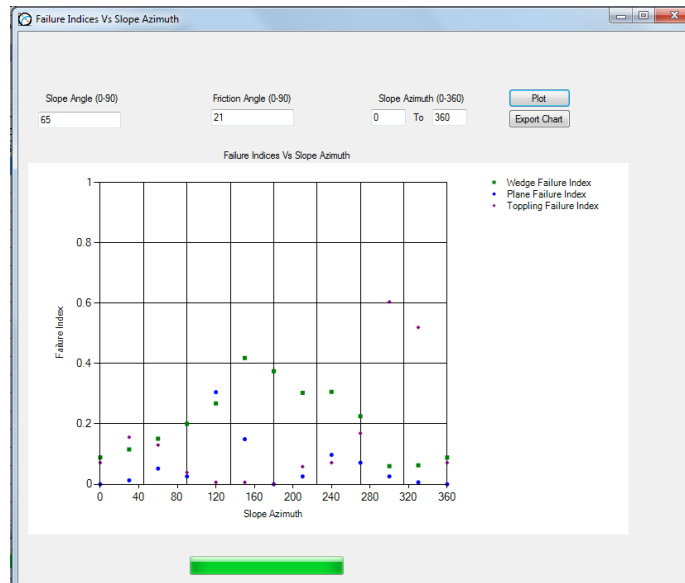 Failure Indices Vs Slope Azimuth
Slope Angle (0-90)
Friction Angle (0-90)
Slope Azimuth (0-360)
Plot
65
21
0 To 360
Export Chart
Failure Indices Vs Slope Azimuth
Wedge Failure Index
Plane Failure Index
Toppling Failure Index
1
0.8
0.6
0.4
0.2
0
Failure Index
0 40 80 120 160 200 240 280 320 360
Slope Azimuth